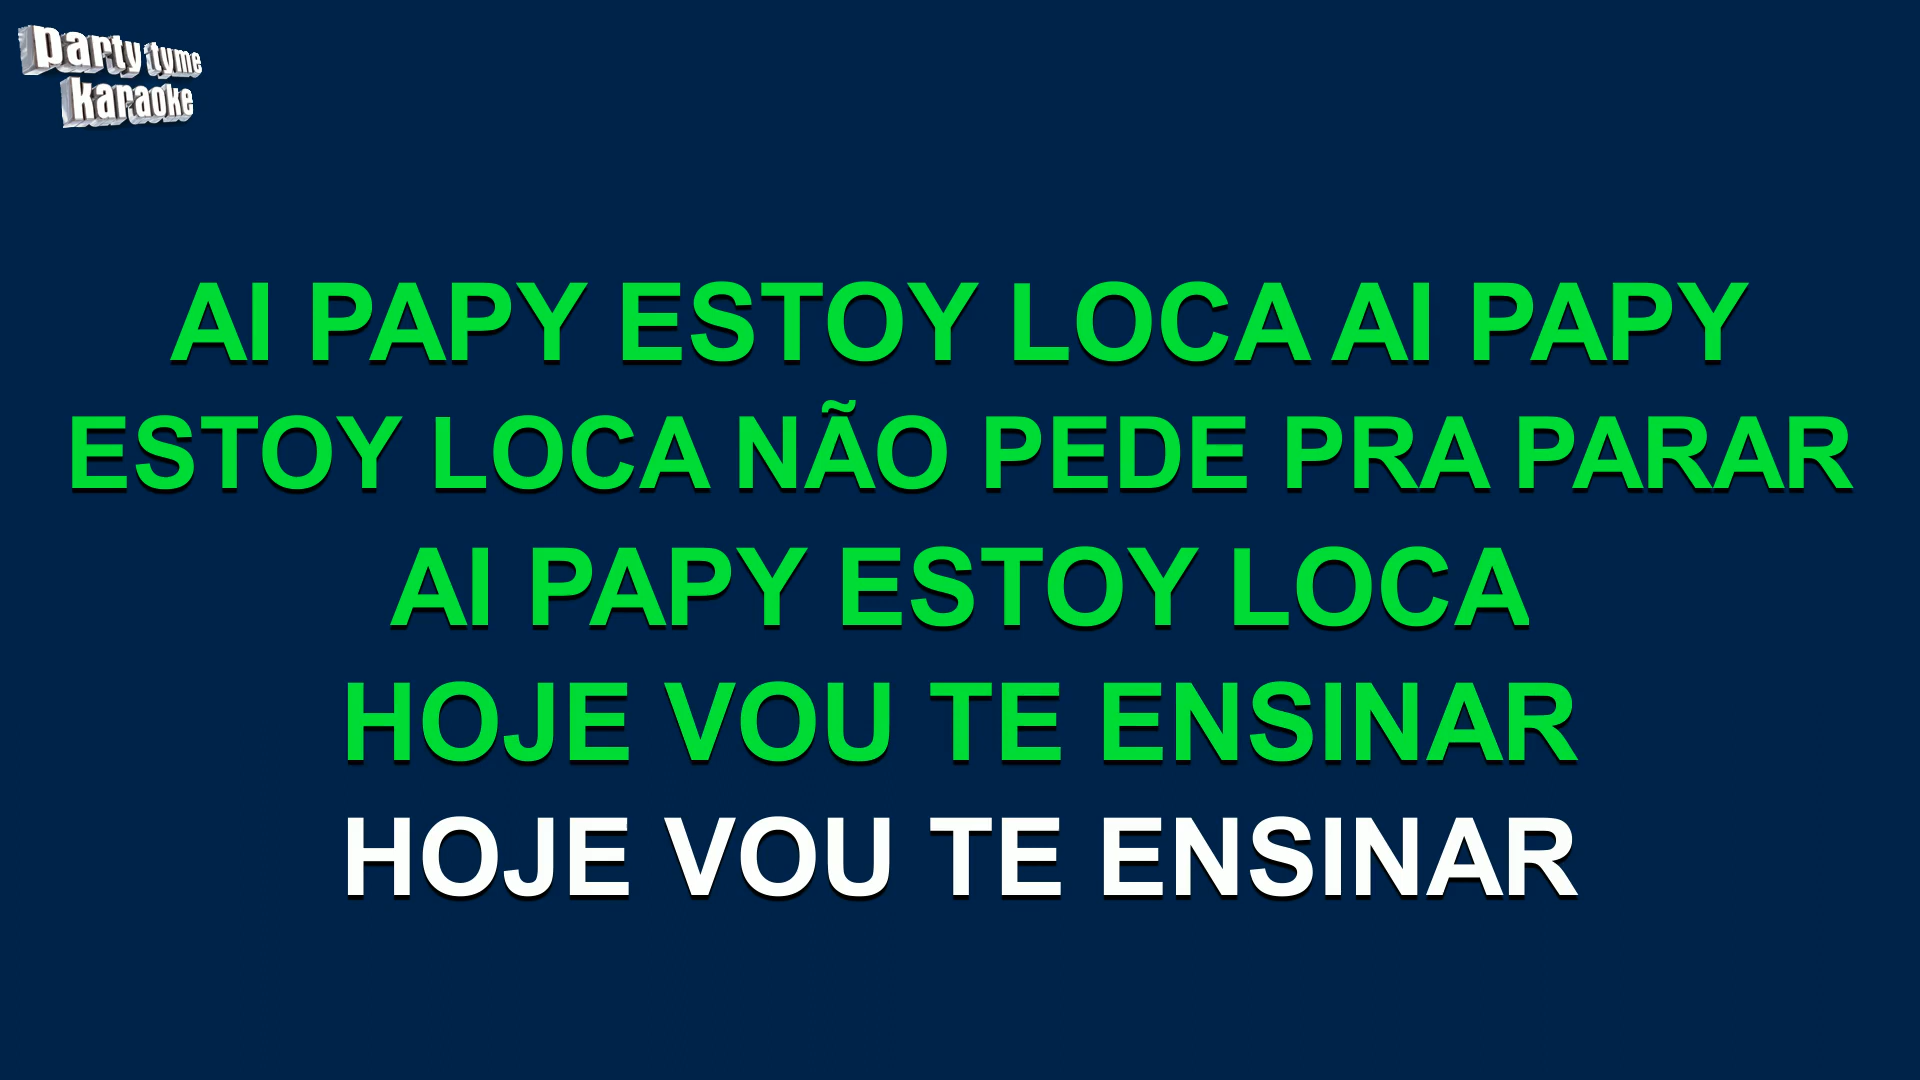 party tyme
karaoke
AI PAPY ESTOY LOCA AI PAPY
ESTOY LOCA NÃO PEDE PRA PARAR
AI PAPY ESTOY LOCA
HOJE VOU TE ENSINAR
HOJE VOU TE ENSINAR